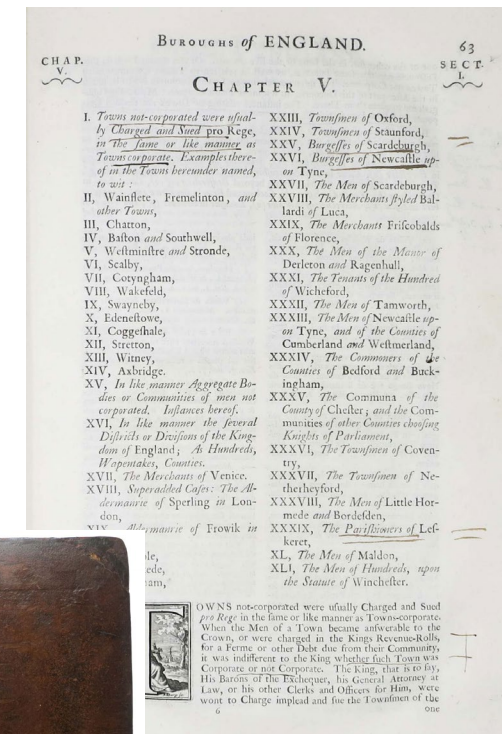 BUROUGHS of ENGLAND.
63
CHAP.
V.
SECT.
I.
CHAPTER V.
I. Towns not-corporated were uſual-
ly Charged and Sued pro Rege,
in the ſame or like manner as
Towns corporate. Examples there-
of in the Towns hereunder named,
to wit :
II, Wainflete, Fremelinton, and
other Towns,
III, Chatton,
IV, Baſton and Southwell,
V, Weſtminſtre and Stronde,
VI, Scalby,
VII, Cotyngham,
VIII, Wakefeld,
IX, Swayneby,
X, Edeneſtowe,
XI, Coggeſhale,
XII, Stretton,
XIII, Witney,
XIV, Axbridge.
XV, In like manner Aggregate Bo-
dies or Communities of men not
corporated. Inſtances hereof.
XVI, In like manner the ſeveral
Diſtricts or Diviſions of the King-
dom of England; As Hundreds,
Wapentakes, Counties.
XVII, The Merchants of Venice.
XVIII, Superadded Caſes: The Al-
dermanrie of Sperling in Lon-
don,
XIX, Aldermanrie of Frowik in
XXIII, Townſmen of Oxford,
XXIV, Townſmen of Staunford,
XXV, Burgeſſes of Scardeburgh,
XXVI, Burgeſſes of Newcaſtle up-
on Tyne,
XXVII, The Men of Scardeburgh,
XXVIII, The Merchants ſtyled Bal-
lardi of Luca,
XXIX, The Merchants Friſcobalds
of Florence,
XXX, The Men of the Manor of
Derleton and Ragenhull,
XXXI, The Tenants of the Hundred
of Wicheford,
XXXII, The Men of Tamworth,
XXXIII, The Men of Newcaſtle up-
on Tyne, and of the Counties of
Cumberland and Weſtmerland,
XXXIV, The Commoners of the
Counties of Bedford and Buck-
ingham,
XXXV, The Communa of the
County of Cheſter; and the Com-
munities of other Counties chooſing
Knights of Parliament,
XXXVI, The Townſmen of Coven-
try,
XXXVII, The Townſmen of Ne-
therheyford,
XXXVIII, The Men of Little Hor-
mede and Bordeſden,
XXXIX, The Pariſhioners of Leſ-
keret,
XL, The Men of Maldon,
XLI, The Men of Hundreds, upon
the Statute of Wincheſter.
OWNS not-corporated were uſually Charged and Sued
pro Rege in the ſame or like manner as Towns-corporate.
When the Men of a Town became anſwerable to the
Crown, or were charged in the Kings Revenue-Rolls,
for a Ferme or other Debt due from their Community,
it was indifferent to the King whether ſuch Town was
Corporate or not Corporate. The King, that is to ſay,
His Barons of the Exchequer, his General Attorney at
Law, or his other Clerks and Officers for Him, were
wont to Charge implead and ſue the Townſmen of the
6
one